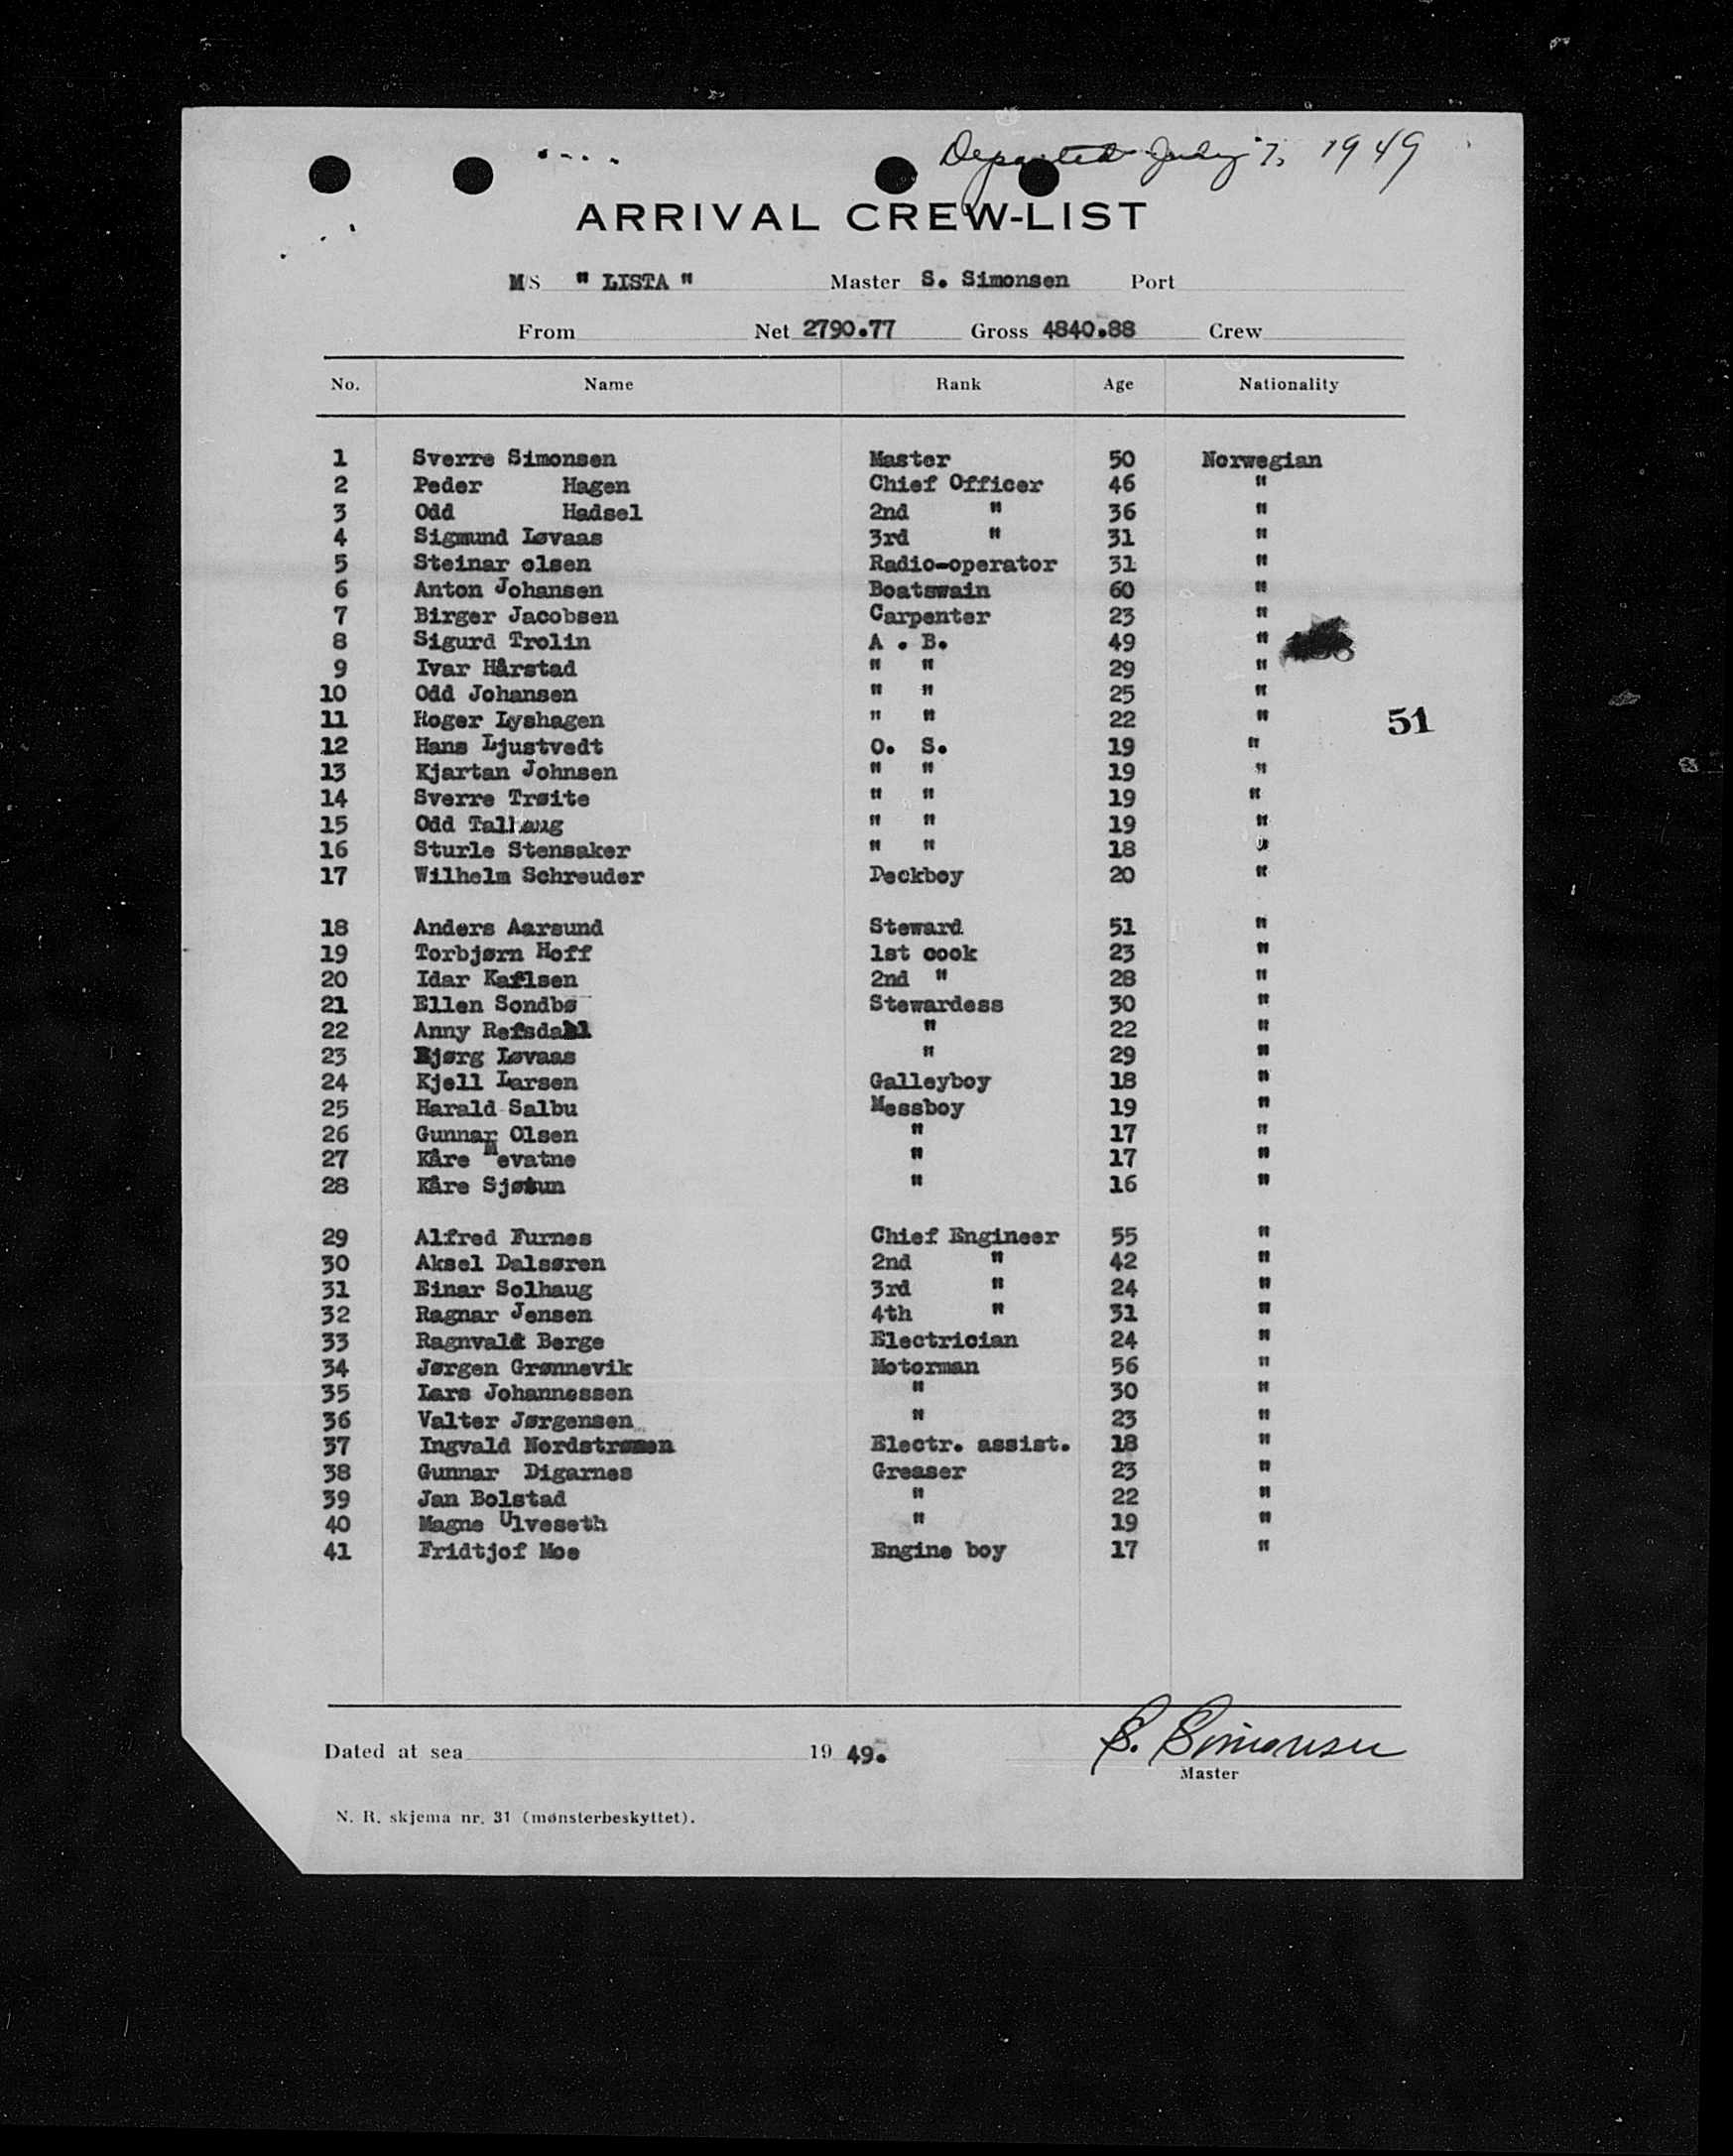 Departed July 7, 1949
ARRIVAL CREW-LIST
M/S " LISTA " Master S. Simonsen Port
From Net 2790.77 Gross 4840.88 Crew
No. Name Rank Age Nationality
1 Sverre Simonsen Master 50 Norwegian
2 Peder Hagen Chief Officer 46 "
3 Odd Hadsel 2nd " 36 "
4 Sigmund Løvaas 3rd " 31 "
5 Steinar olsen Radio-operator 31 "
6 Anton Johansen Boatswain 60 "
7 Birger Jacobsen Carpenter 23 "
8 Sigurd Trolin A . B. 49 "
9 Ivar Hårstad " " 29 "
10 Odd Johansen " " 25 "
11 Roger Lyshagen " " 22 "
51
12 Hans Ljustvedt O. S. 19 "
13 Kjartan Johnsen " " 19 "
14 Sverre Trøite " " 19 "
15 Odd Talhaug " " 19 "
16 Sturle Stensaker " " 18 "
17 Wilhelm Schreuder Deckboy 20 "
18 Anders Aarsund Steward 51 "
19 Torbjørn Hoff 1st cook 23 "
20 Idar Karlsen 2nd " 28 "
21 Ellen Sondbø Stewardess 30 "
22 Anny Refsdal " 22 "
23 Bjørg Løvaas " 29 "
24 Kjell Larsen Galleyboy 18 "
25 Harald Salbu Messboy 19 "
26 Gunnar Olsen " 17 "
27 Kåre Mevatne " 17 "
28 Kåre Sjøtun " 16 "
29 Alfred Furnes Chief Engineer 55 "
30 Aksel Dalsøren 2nd " 42 "
31 Einar Solhaug 3rd " 24 "
32 Ragnar Jensen 4th " 31 "
33 Ragnvald Berge Electrician 24 "
34 Jørgen Grønnevik Motorman 56 "
35 Lars Johannessen " 30 "
36 Valter Jørgensen " 23 "
37 Ingvald Nordstrømen Electr. assist. 18 "
38 Gunnar Digarnes Greaser 23 "
39 Jan Bolstad " 22 "
40 Magne Ulveseth " 19 "
41 Fridtjof Moe Engine boy 17 "
Dated at sea 19 49. S. Simonsen
Master
N. R. skjema nr. 31 (mønsterbeskyttet).